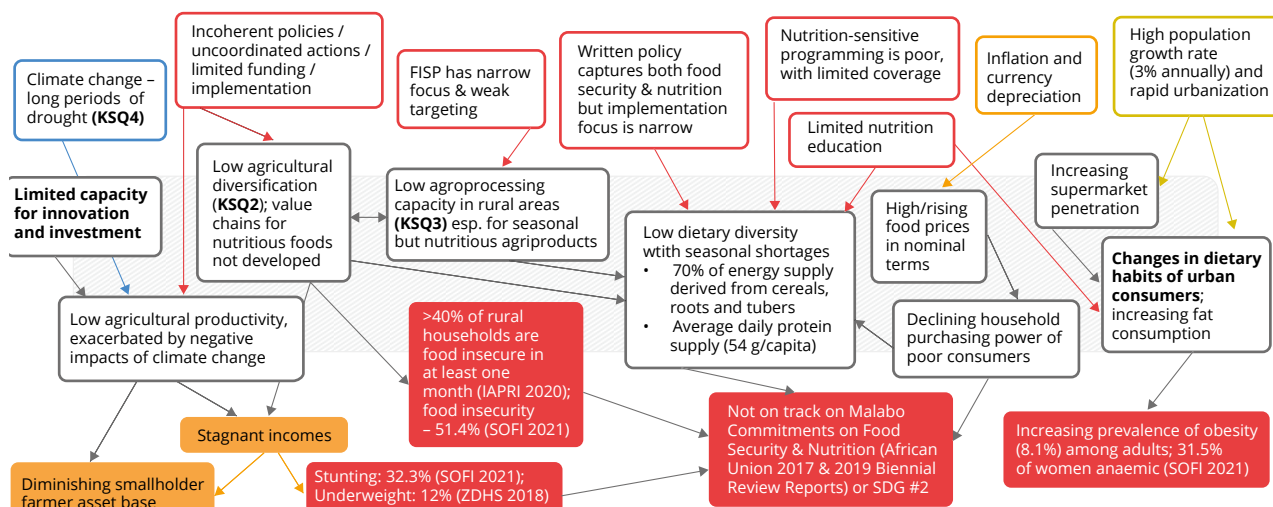 Incoherent policies /
uncoordinated actions /
limited funding /
implementation
Climate change –
long periods of
drought (KSQ4)
FISP has narrow
focus & weak
targeting
Written policy
captures both food
security & nutrition
but implementation
focus is narrow
Nutrition-sensitive
programming is poor,
with limited coverage
Limited nutrition
education
Inflation and
currency
depreciation
High population
growth rate
(3% annually) and
rapid urbanization
Limited capacity
for innovation
and investment
Low agricultural
diversification
(KSQ2); value
chains for
nutritious foods
not developed
Low agroprocessing
capacity in rural areas
(KSQ3) esp. for seasonal
but nutritious agriproducts
Low dietary diversity
wtith seasonal shortages
• 70% of energy supply
derived from cereals,
roots and tubers
• Average daily protein
supply (54 g/capita)
High/rising
food prices
in nominal
terms
Increasing
supermarket
penetration
Changes in dietary
habits of urban
consumers;
increasing fat
consumption
Low agricultural productivity,
exacerbated by negative
impacts of climate change
>40% of rural
households are
food insecure in
at least one
month (IAPRI 2020);
food insecurity
– 51.4% (SOFI 2021)
Declining household
purchasing power of
poor consumers
Stagnant incomes
Not on track on Malabo
Commitments on Food
Security & Nutrition (African
Union 2017 & 2019 Biennial
Review Reports) or SDG #2
Increasing prevalence of obesity
(8.1%) among adults; 31.5%
of women anaemic (SOFI 2021)
Diminishing smallholder
farmer asset base
Stunting: 32.3% (SOFI 2021);
Underweight: 12% (ZDHS 2018)